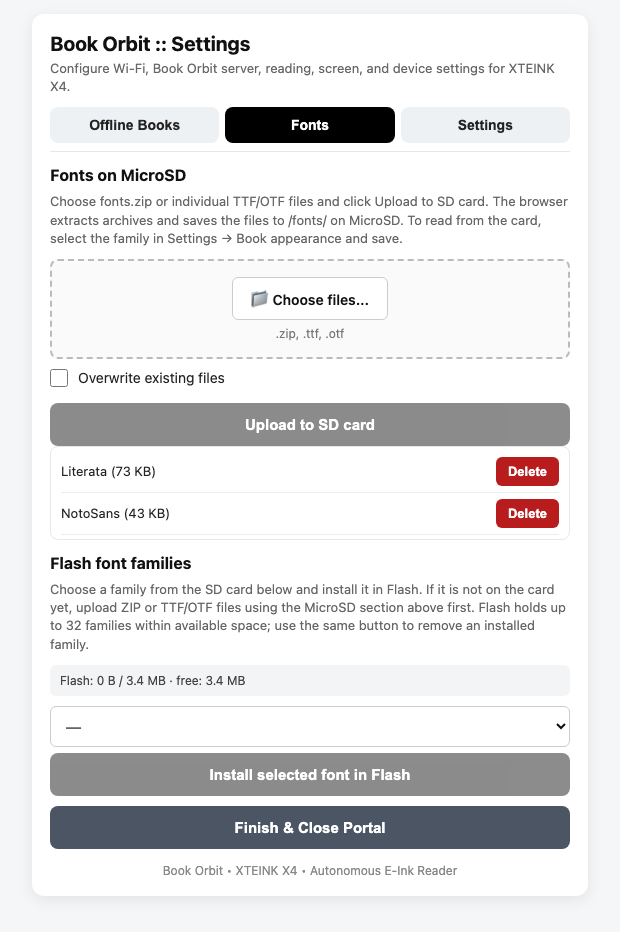 Book Orbit :: Settings
Configure Wi-Fi, Book Orbit server, reading, screen, and device settings for XTEINK
X4.
Offline Books
Fonts
Settings
Fonts on MicroSD
Choose fonts.zip or individual TTF/OTF files and click Upload to SD card. The browser
extracts archives and saves the files to /fonts/ on MicroSD. To read from the card,
select the family in Settings → Book appearance and save.
Choose files...
.zip, .ttf, .otf
Overwrite existing files
Upload to SD card
Literata (73 KB)
Delete
NotoSans (43 KB)
Delete
Flash font families
Choose a family from the SD card below and install it in Flash. If it is not on the card
yet, upload ZIP or TTF/OTF files using the MicroSD section above first. Flash holds up
to 32 families within available space; use the same button to remove an installed
family.
Flash: 0 B / 3.4 MB · free: 3.4 MB
—
Install selected font in Flash
Finish & Close Portal
Book Orbit • XTEINK X4 • Autonomous E-Ink Reader